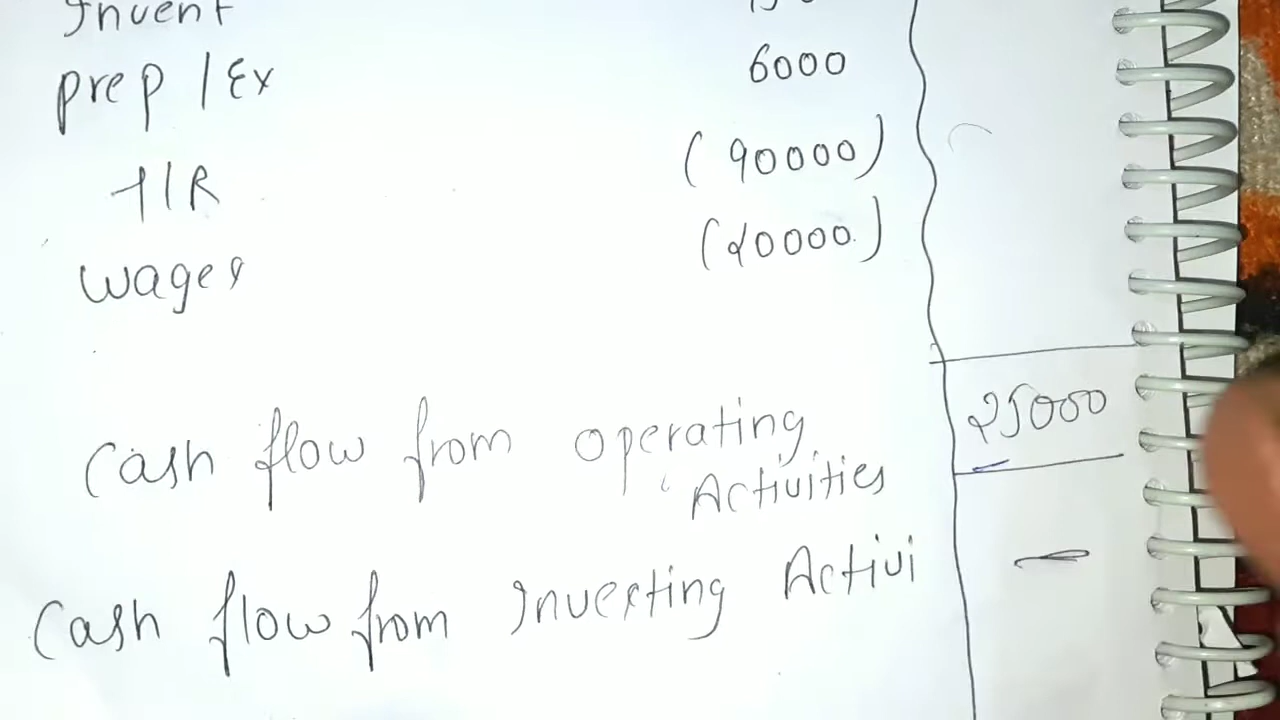 Invent
prep / Ex 6000
(90000)
wages (20000)
Cash flow from operating 25000
Activities
Cash flow from Investing Activi —